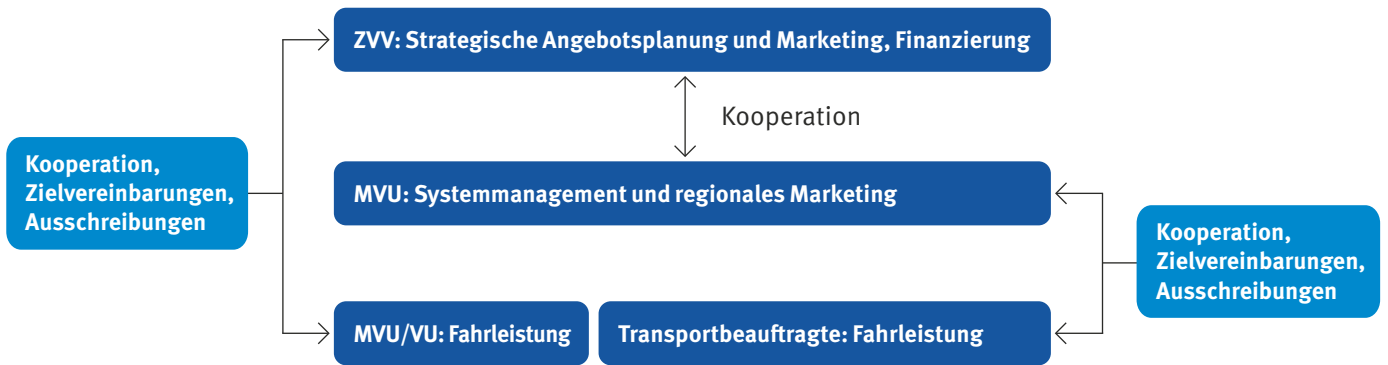 ZVV: Strategische Angebotsplanung und Marketing, Finanzierung
Kooperation
Kooperation,
Zielvereinbarungen,
Ausschreibungen
MVU: Systemmanagement und regionales Marketing
Kooperation,
Zielvereinbarungen,
Ausschreibungen
MVU/VU: Fahrleistung
Transportbeauftragte: Fahrleistung